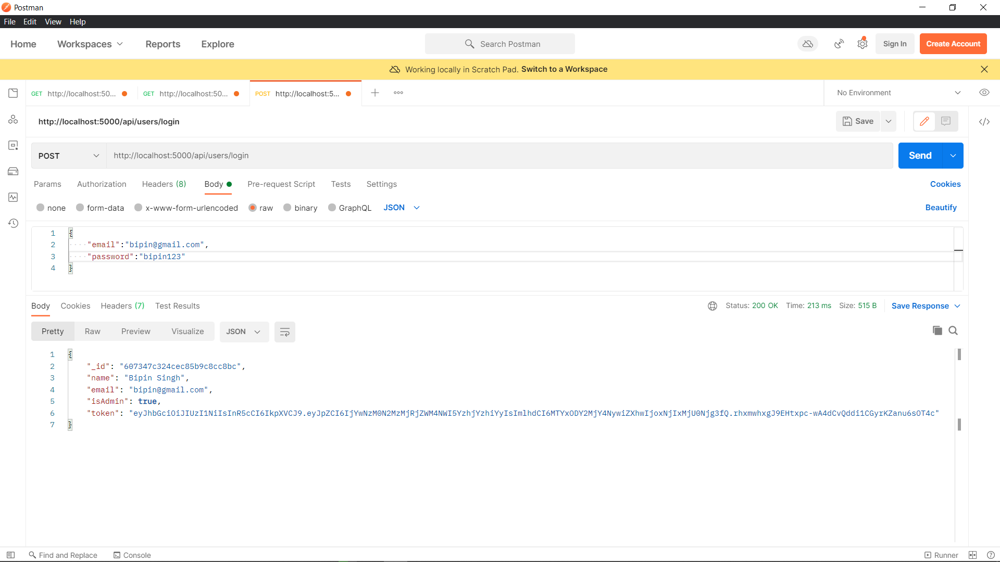 Postman
File Edit View Help
Home Workspaces Reports Explore Search Postman Sign In Create Account
Working locally in Scratch Pad. Switch to a Workspace
GET http://localhost:50... GET http://localhost:50... POST http://localhost:5... No Environment
http://localhost:5000/api/users/login Save
POST http://localhost:5000/api/users/login Send
Params Authorization Headers (8) Body Pre-request Script Tests Settings Cookies
none form-data x-www-form-urlencoded raw binary GraphQL JSON Beautify
1 {
2 "email":"bipin@gmail.com",
3 "password":"bipin123"
4 }
Body Cookies Headers (7) Test Results Status: 200 OK Time: 213 ms Size: 515 B Save Response
Pretty Raw Preview Visualize JSON
1 {
2 "_id": "607347c324cec85b9c8cc8bc",
3 "name": "Bipin Singh",
4 "email": "bipin@gmail.com",
5 "isAdmin": true,
6 "token": "eyJhbGciOiJIUzI1NiIsInR5cCI6IkpXVCJ9.eyJpZCI6IjYwNzM0N2MzMjRjZWM4NWI5YzhjYzhiYyIsImlhdCI6MTYxODY2MjY4NywiZXhwIjoxNjIxMjU0Njg3fQ.rhxmwhxgJ9EHtxpc-wA4dCvQddi1CGyrKZanu6sOT4c"
7 }
Find and Replace Console Runner